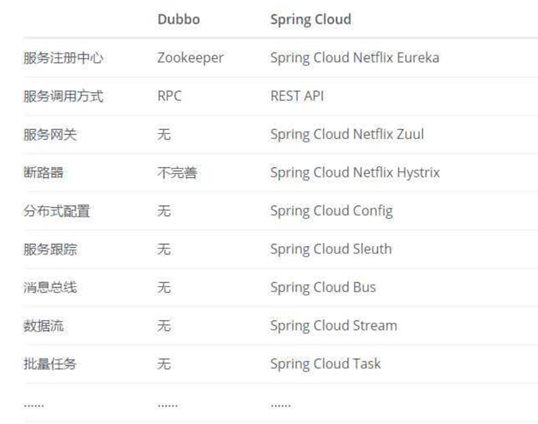 Dubbo Spring Cloud
服务注册中心 Zookeeper Spring Cloud Netflix Eureka
服务调用方式 RPC REST API
服务网关 无 Spring Cloud Netflix Zuul
断路器 不完善 Spring Cloud Netflix Hystrix
分布式配置 无 Spring Cloud Config
服务跟踪 无 Spring Cloud Sleuth
消息总线 无 Spring Cloud Bus
数据流 无 Spring Cloud Stream
批量任务 无 Spring Cloud Task
…… …… ……